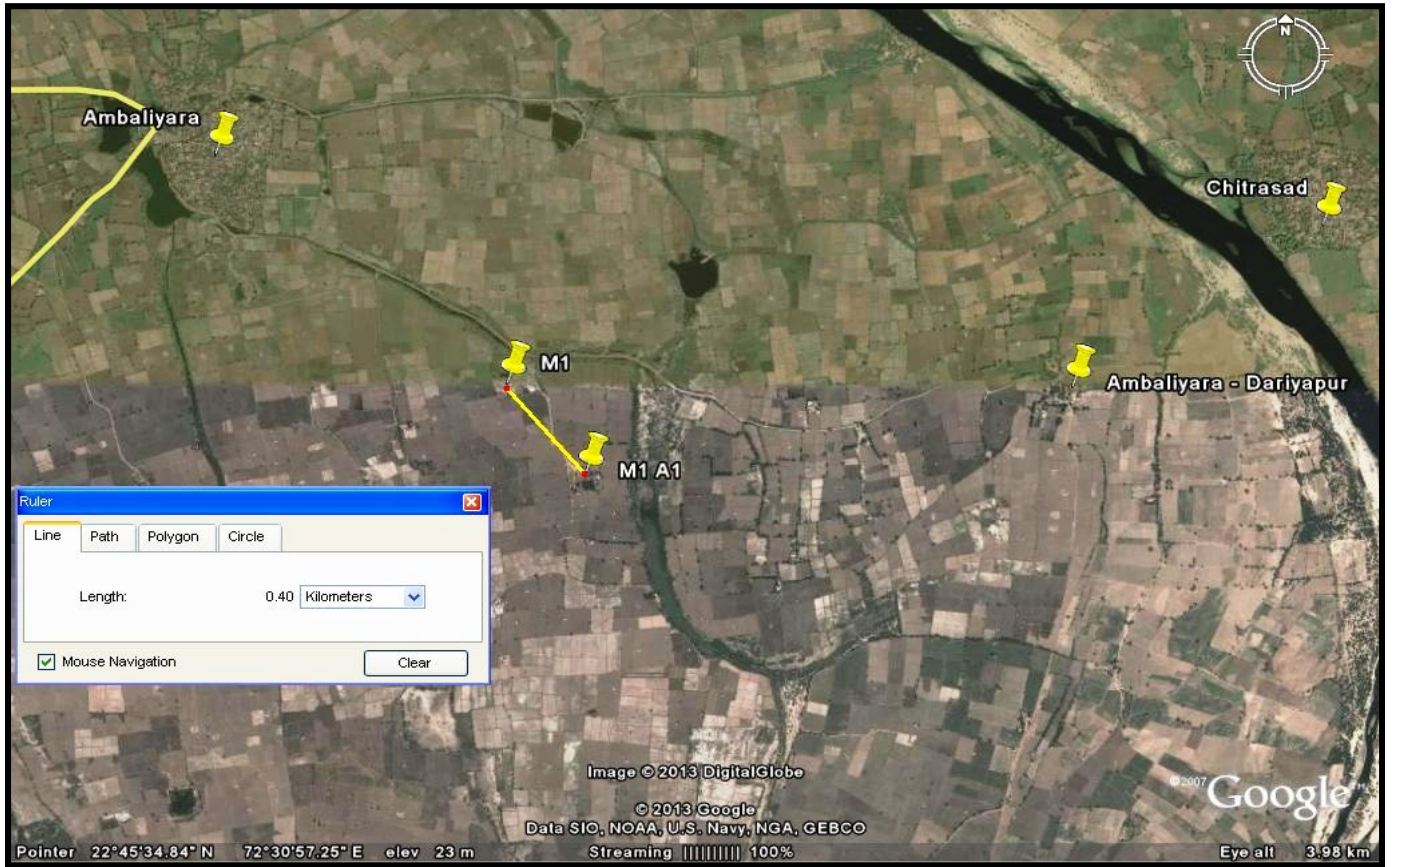 N
Ambaliyara
Chitrasad
M1
Ambaliyara - Dariyapur
M1 A1
Ruler
Line Path Polygon Circle
Length: 0.40 Kilometers
Mouse Navigation Clear
Image © 2013 DigitalGlobe
©2007 Google™
© 2013 Google
Data SIO, NOAA, U.S. Navy, NGA, GEBCO
Pointer 22°45'34.84" N 72°30'57.25" E elev 23 m Streaming |||||||||| 100% Eye alt 3.98 km